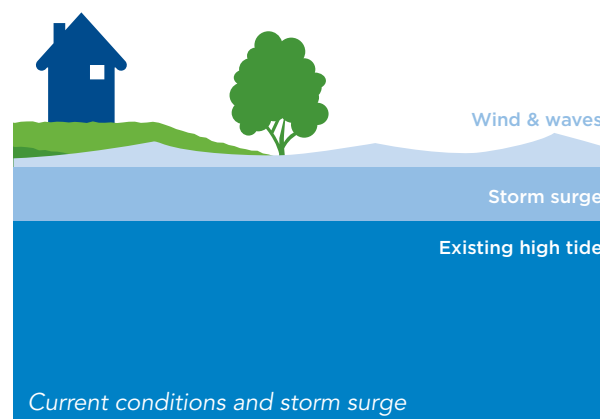 Wind & waves
Storm surge
Existing high tide
Current conditions and storm surge